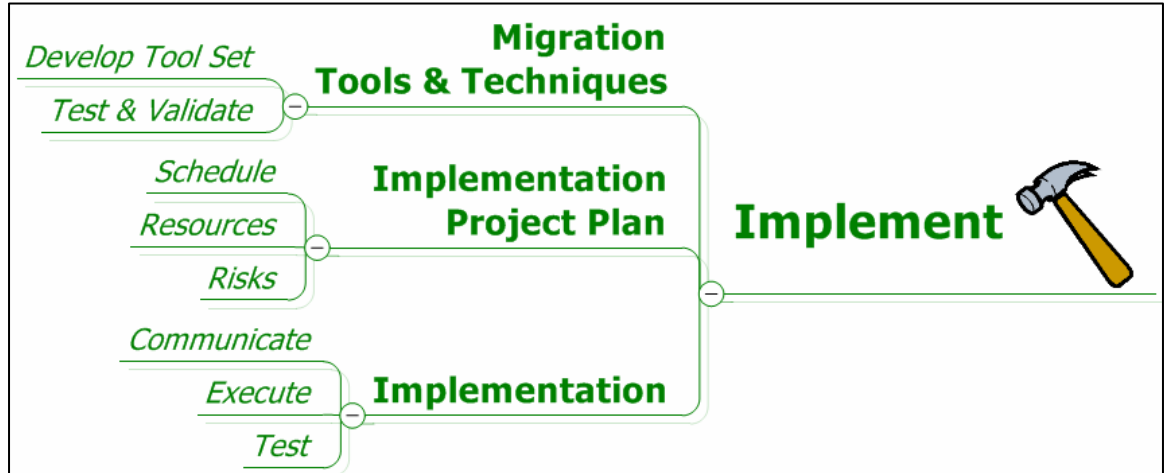 Migration
Tools & Techniques
Develop Tool Set
Test & Validate
Implementation
Project Plan
Schedule
Resources
Risks
Implement
Implementation
Communicate
Execute
Test